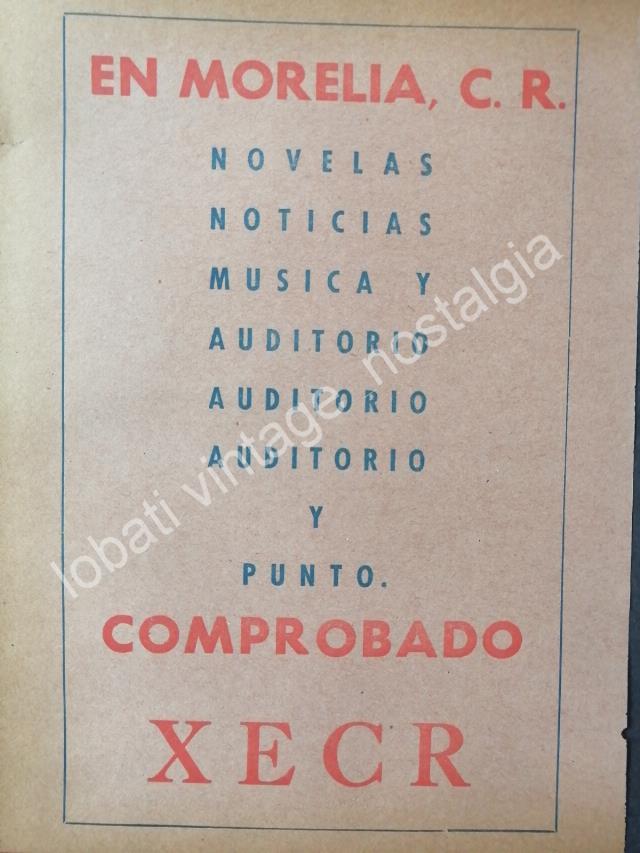 EN MORELIA, C. R.
NOVELAS
NOTICIAS
MUSICA Y
AUDITORIO
AUDITORIO
AUDITORIO
Y
PUNTO.
COMPROBADO
XECR
lobati vintage. nostalgia